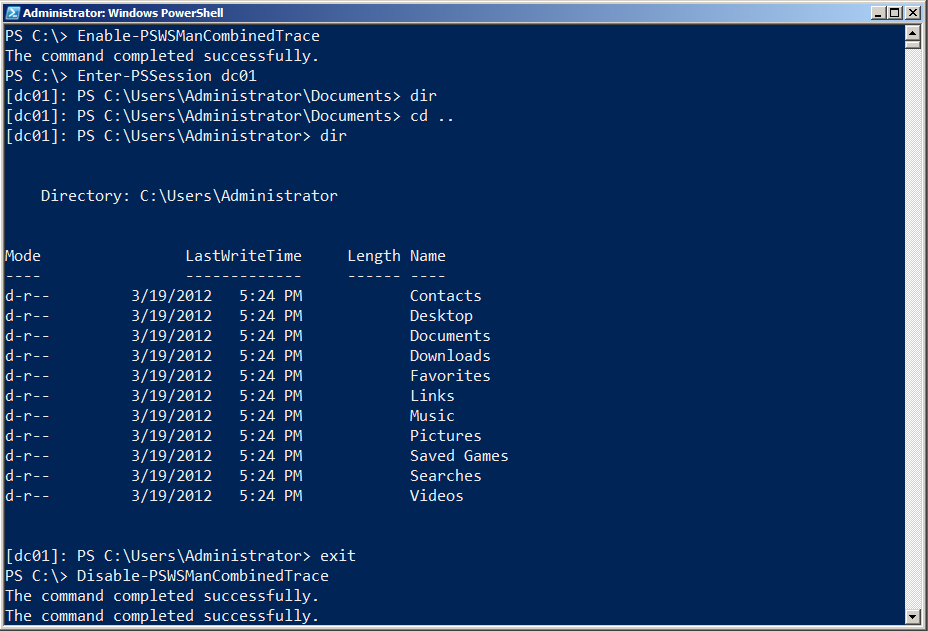 Administrator: Windows PowerShell
PS C:\> Enable-PSWSManCombinedTrace
The command completed successfully.
PS C:\> Enter-PSSession dc01
[dc01]: PS C:\Users\Administrator\Documents> dir
[dc01]: PS C:\Users\Administrator\Documents> cd ..
[dc01]: PS C:\Users\Administrator> dir
    Directory: C:\Users\Administrator
Mode                LastWriteTime     Length Name
----                -------------     ------ ----
d-r--         3/19/2012   5:24 PM            Contacts
d-r--         3/19/2012   5:24 PM            Desktop
d-r--         3/19/2012   5:24 PM            Documents
d-r--         3/19/2012   5:24 PM            Downloads
d-r--         3/19/2012   5:24 PM            Favorites
d-r--         3/19/2012   5:24 PM            Links
d-r--         3/19/2012   5:24 PM            Music
d-r--         3/19/2012   5:24 PM            Pictures
d-r--         3/19/2012   5:24 PM            Saved Games
d-r--         3/19/2012   5:24 PM            Searches
d-r--         3/19/2012   5:24 PM            Videos
[dc01]: PS C:\Users\Administrator> exit
PS C:\> Disable-PSWSManCombinedTrace
The command completed successfully.
The command completed successfully.